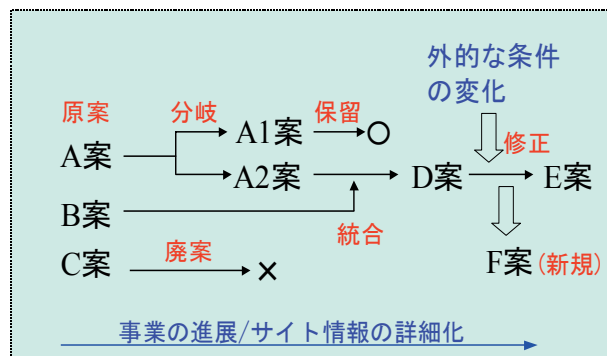 外的な条件
の変化
原案
分岐
保留
A1案
○
修正
A案
A2案
D案
E案
B案
統合
廃案
C案
×
F案(新規)
事業の進展/サイト情報の詳細化